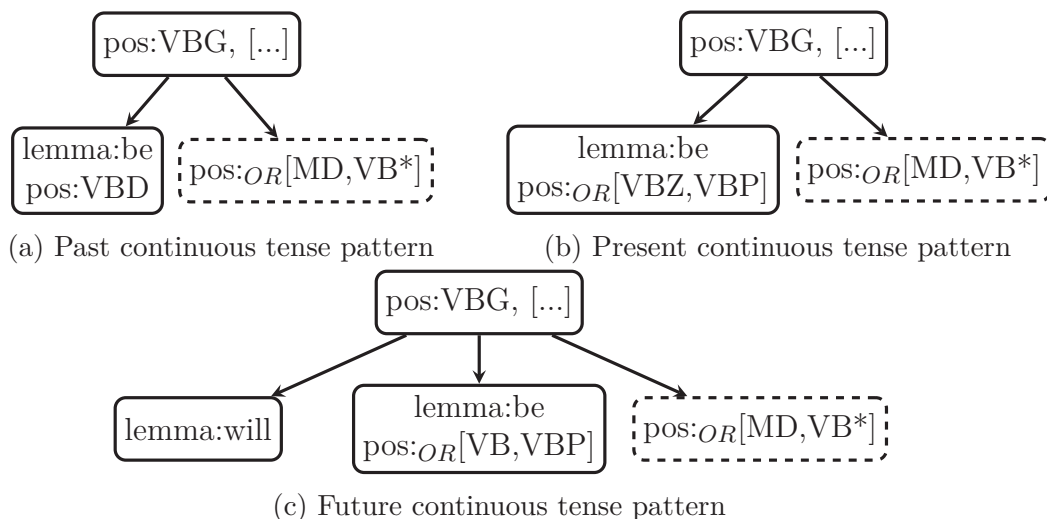 pos:VBG, [...]
lemma:be
pos:VBD
pos:OR[MD,VB*]
(a) Past continuous tense pattern
pos:VBG, [...]
lemma:be
pos:OR[VBZ,VBP]
pos:OR[MD,VB*]
(b) Present continuous tense pattern
pos:VBG, [...]
lemma:will
lemma:be
pos:OR[VB,VBP]
pos:OR[MD,VB*]
(c) Future continuous tense pattern